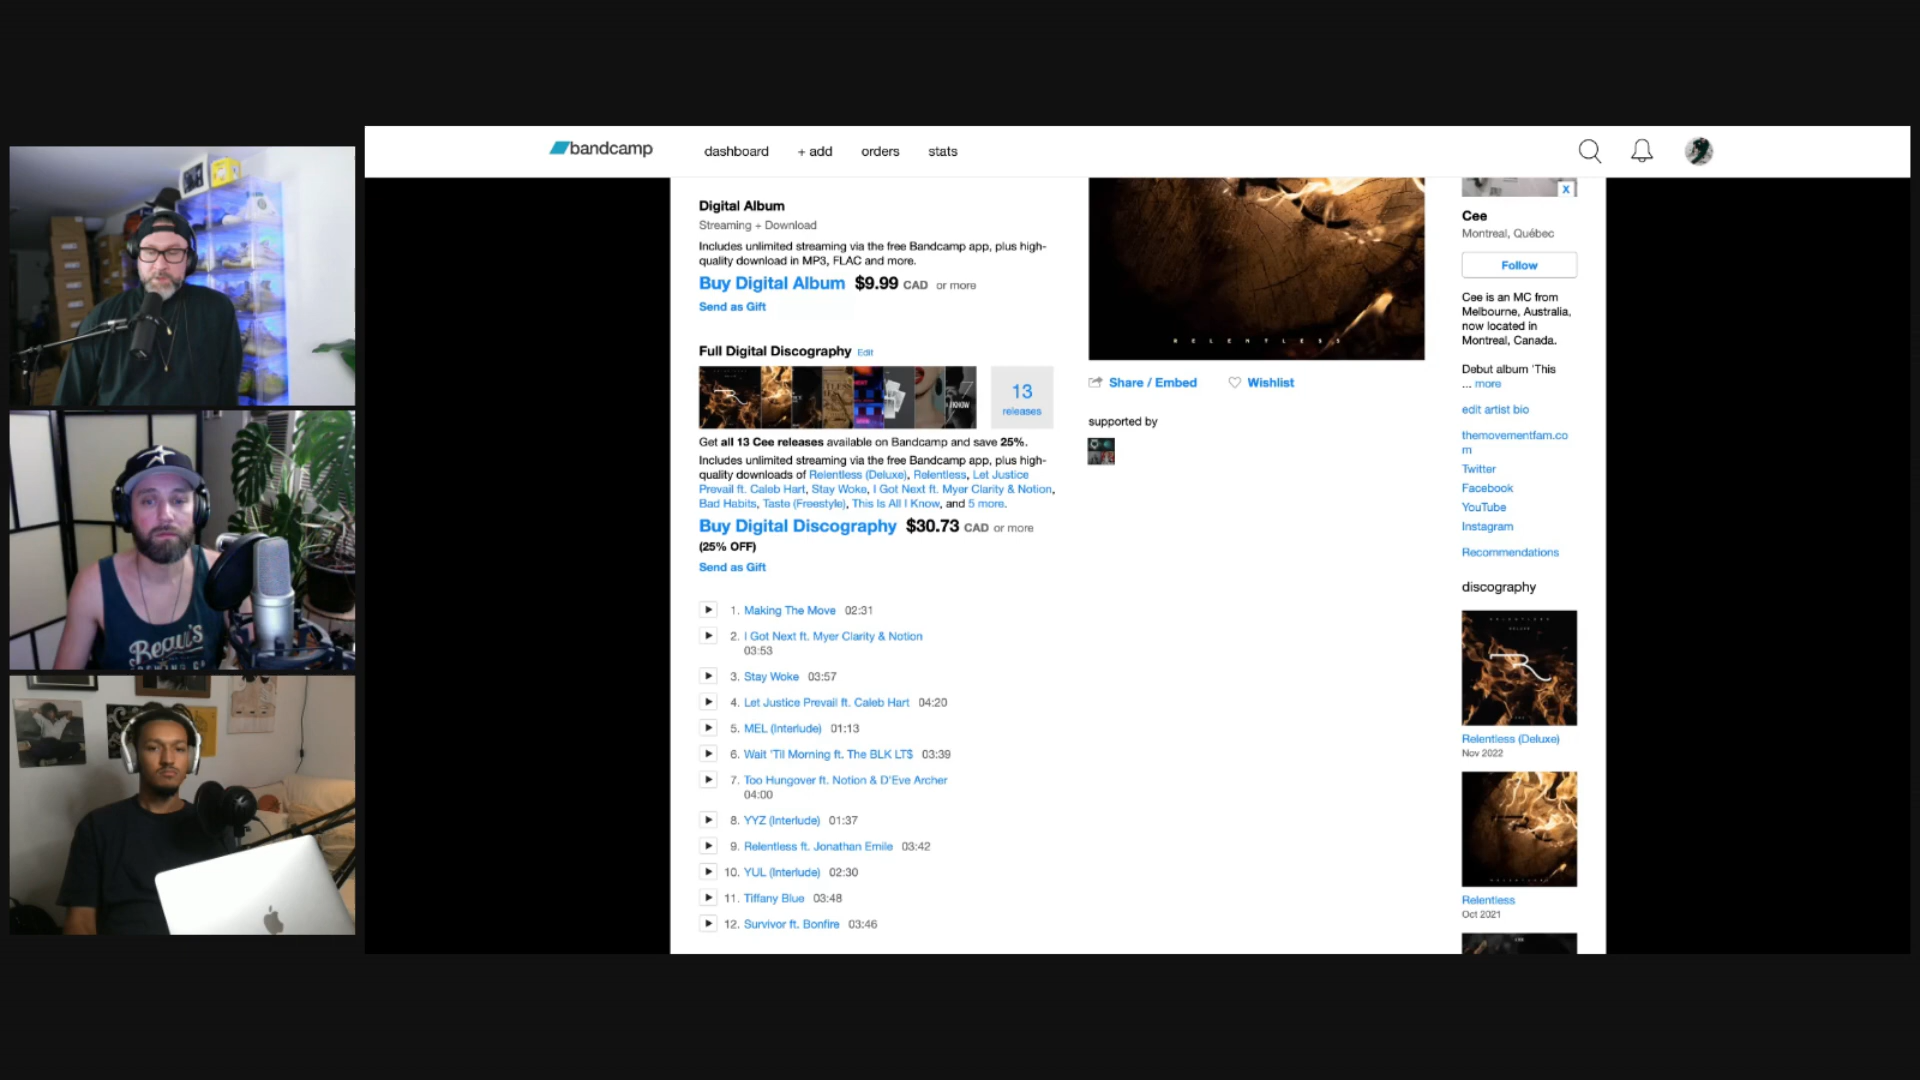 bandcamp
dashboard
+ add
orders
stats
Digital Album
Streaming + Download
Includes unlimited streaming via the free Bandcamp app, plus high-
quality download in MP3, FLAC and more.
Buy Digital Album $9.99 CAD or more
Send as Gift
Full Digital Discography Edit
13
releases
Get all 13 Cee releases available on Bandcamp and save 25%.
Includes unlimited streaming via the free Bandcamp app, plus high-
quality downloads of Relentless (Deluxe), Relentless, Let Justice
Prevail ft. Caleb Hart, Stay Woke, I Got Next ft. Myer Clarity & Notion,
Bad Habits, Taste (Freestyle), This Is All I Know, and 5 more.
Buy Digital Discography $30.73 CAD or more
(25% OFF)
Send as Gift
1. Making The Move 02:31
2. I Got Next ft. Myer Clarity & Notion
03:53
3. Stay Woke 03:57
4. Let Justice Prevail ft. Caleb Hart 04:20
5. MEL (Interlude) 01:13
6. Wait 'Til Morning ft. The BLK LT$ 03:39
7. Too Hungover ft. Notion & D'Eve Archer
04:00
8. YYZ (Interlude) 01:37
9. Relentless ft. Jonathan Emile 03:42
10. YUL (Interlude) 02:30
11. Tiffany Blue 03:48
12. Survivor ft. Bonfire 03:46
RELENTLESS
Share / Embed
Wishlist
supported by
X
Cee
Montreal, Québec
Follow
Cee is an MC from
Melbourne, Australia,
now located in
Montreal, Canada.
Debut album 'This
... more
edit artist bio
themovementfam.co
m
Twitter
Facebook
YouTube
Instagram
Recommendations
discography
Relentless (Deluxe)
Nov 2022
Relentless
Oct 2021
Beau's